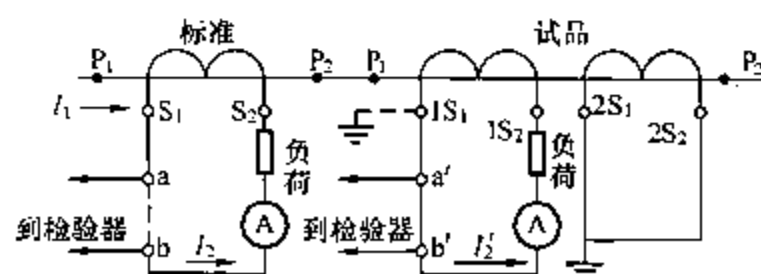 标准
试品
P₁
P₂
P₁
P₂
I₁
S₁
S₂
1S₁
1S₂
2S₁
2S₂
负荷
负荷
a
a′
A
A
到检验器
b
I₂
到检验器
b′
I₂′